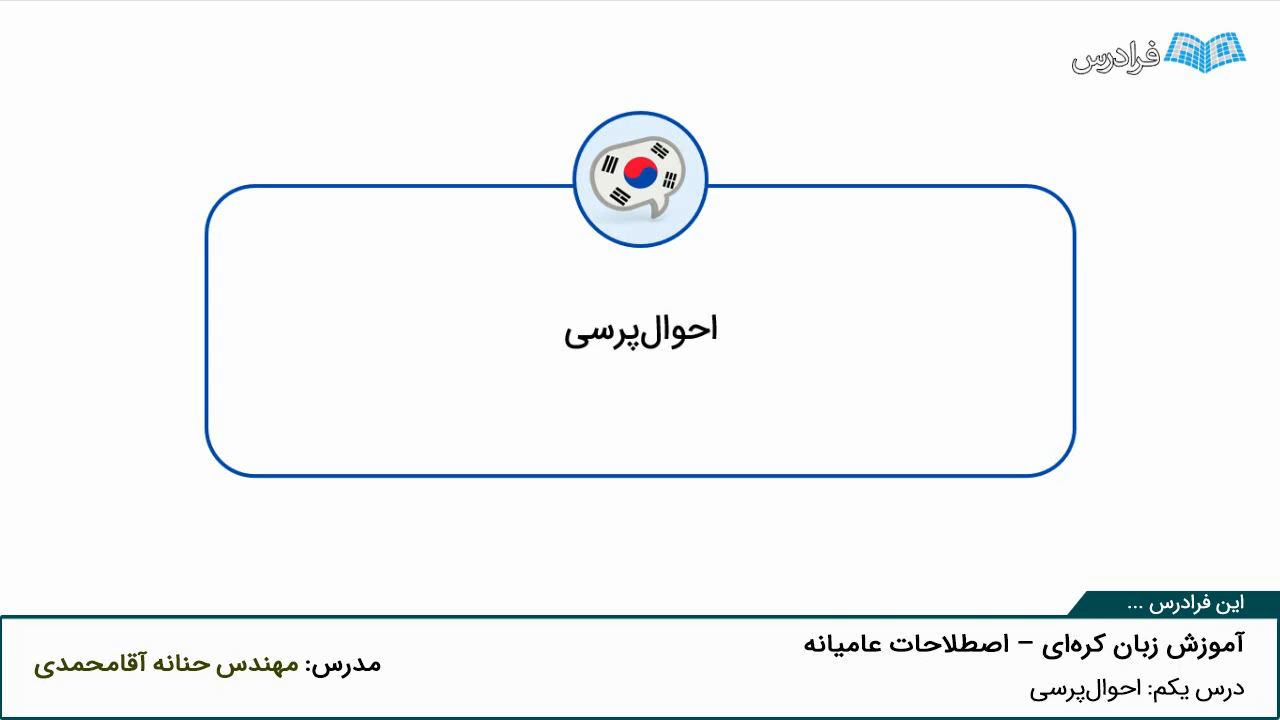 فرادرس
احوال‌پرسی
این فرادرس ...
آموزش زبان کره‌ای – اصطلاحات عامیانه
درس یکم: احوال‌پرسی
مدرس: مهندس حنانه آقامحمدی